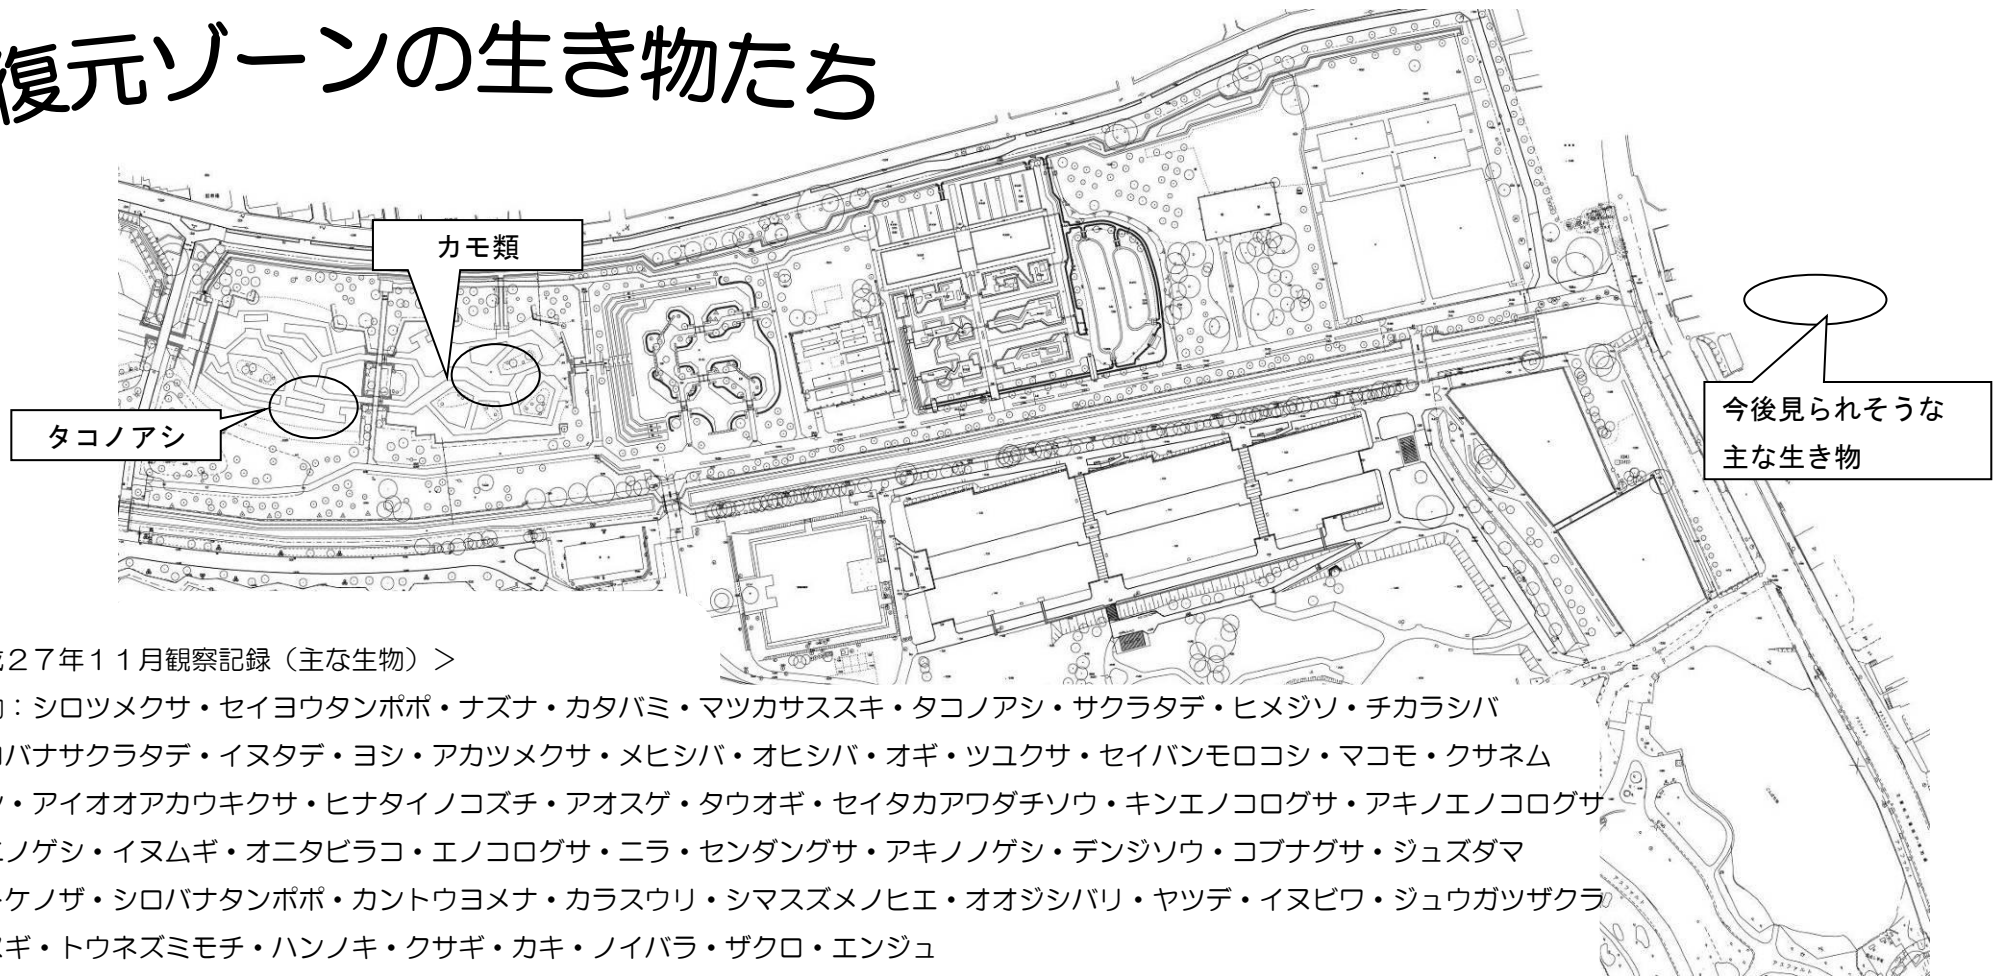 復元ゾーンの生き物たち
カモ類
タコノアシ
今後見られそうな
主な生き物
２７年１１月観察記録（主な生物）＞
：シロツメクサ・セイヨウタンポポ・ナズナ・カタバミ・マツカサススキ・タコノアシ・サクラタデ・ヒメジソ・チカラシバ
バナサクラタデ・イヌタデ・ヨシ・アカツメクサ・メヒシバ・オヒシバ・オギ・ツユクサ・セイバンモロコシ・マコモ・クサネム
・アイオオアカウキクサ・ヒナタイノコズチ・アオスゲ・タウオギ・セイタカアワダチソウ・キンエノコログサ・アキノエノコログサ
ノゲシ・イヌムギ・オニタビラコ・エノコログサ・ニラ・センダングサ・アキノノゲシ・デンジソウ・コブナグサ・ジュズダマ
ケノザ・シロバナタンポポ・カントウヨメナ・カラスウリ・シマスズメノヒエ・オオジシバリ・ヤツデ・イヌビワ・ジュウガツザクラ
ギ・トウネズミモチ・ハンノキ・クサギ・カキ・ノイバラ・ザクロ・エンジュ